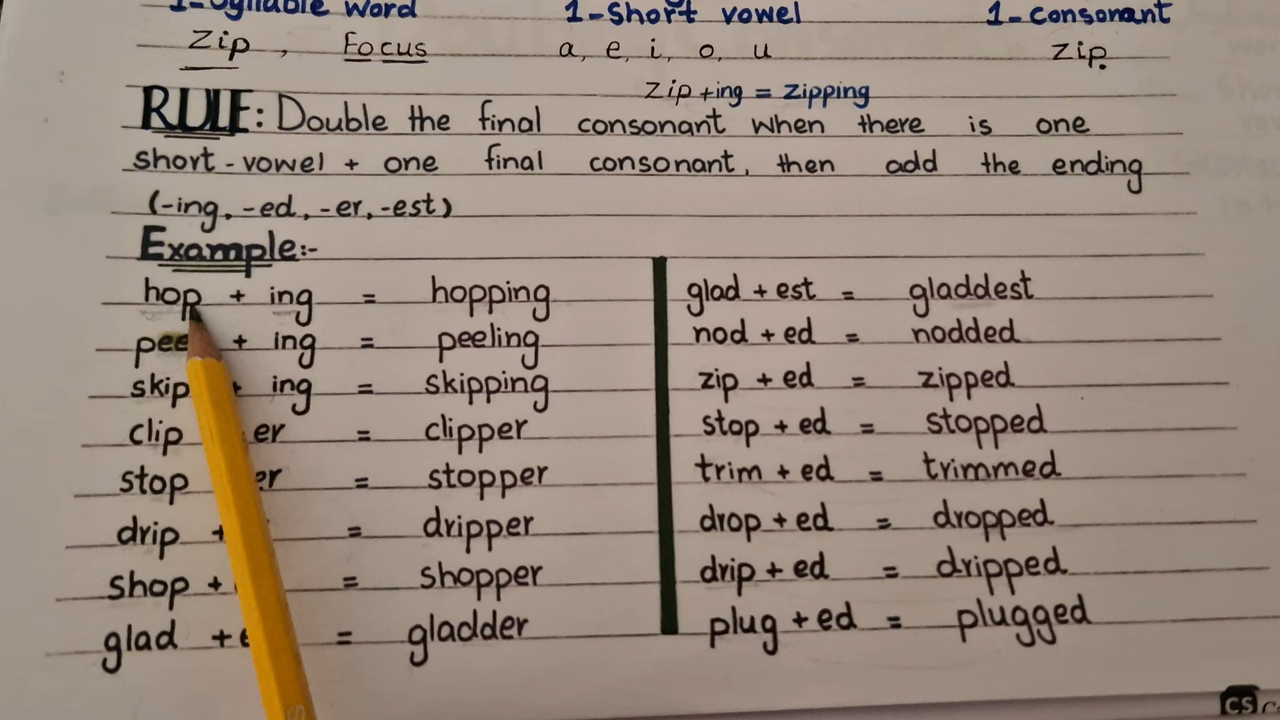 1-Syllable word 1-Short vowel 1-consonant
Zip, Focus a, e, i, o, u Zip.
Zip +ing = Zipping
RULE: Double the final consonant when there is one
short-vowel + one final consonant, then add the ending
(-ing, -ed, -er, -est)
Example:-
hop + ing = hopping
pee + ing = peeling
skip + ing = skipping
clip er = clipper
stop er = stopper
drip + = dripper
shop + = shopper
glad + e = gladder
glad + est = gladdest
nod + ed = nodded
zip + ed = zipped
stop + ed = stopped
trim + ed = trimmed
drop + ed = dropped
drip + ed = dripped
plug + ed = plugged
CS